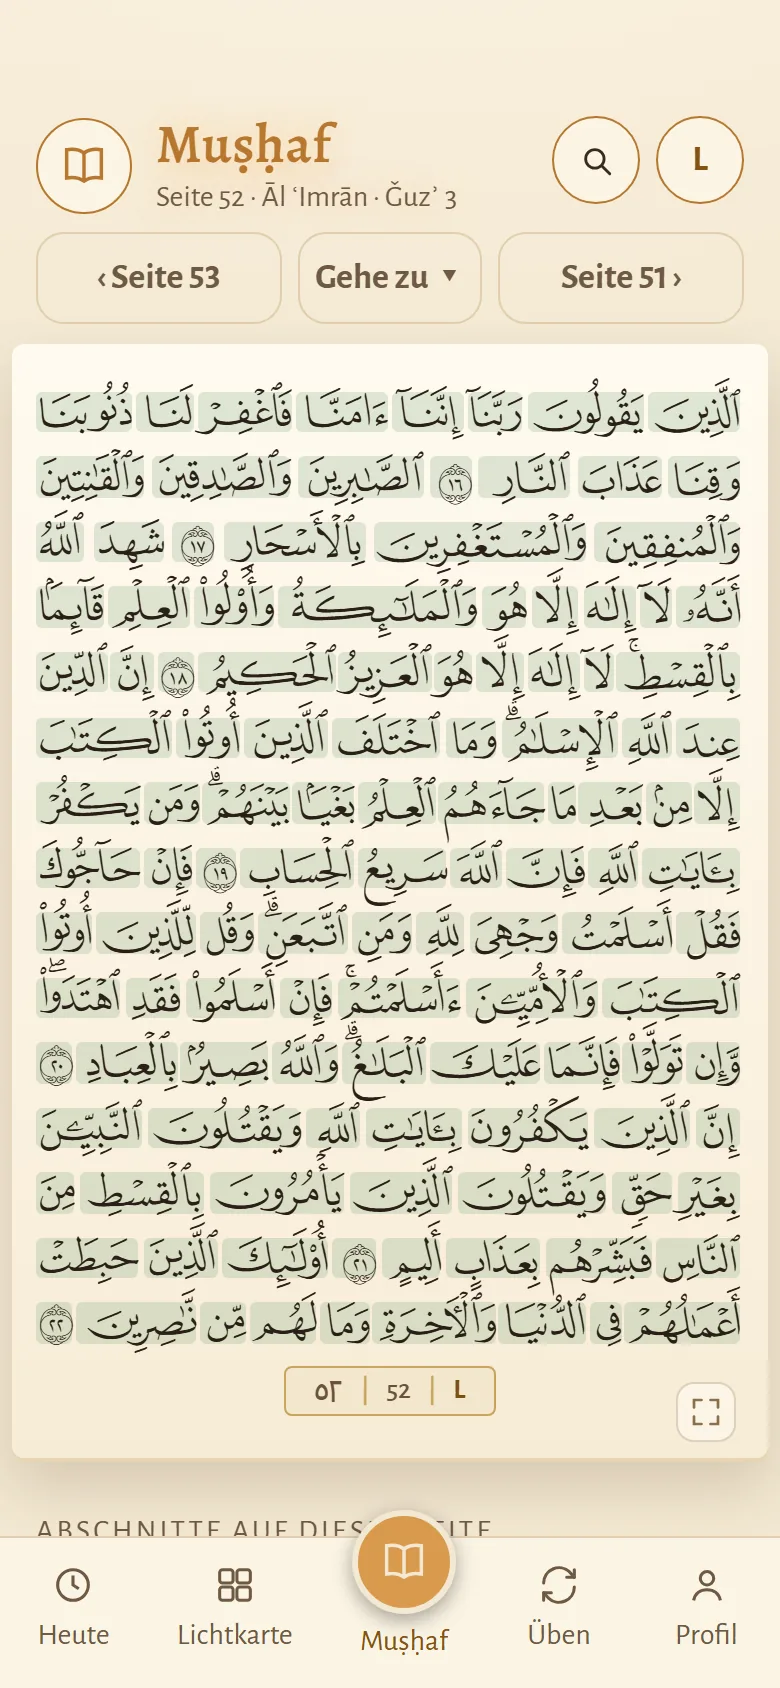 Muṣḥaf
Seite 52 · Āl ʿImrān · Ǧuzʾ 3
L
‹ Seite 53
Gehe zu ▼
Seite 51 ›
ٱلَّذِينَ يَقُولُونَ رَبَّنَآ إِنَّنَآ ءَامَنَّا فَٱغْفِرْ لَنَا ذُنُوبَنَا
وَقِنَا عَذَابَ ٱلنَّارِ ١٦ ٱلصَّٰبِرِينَ وَٱلصَّٰدِقِينَ وَٱلْقَٰنِتِينَ
وَٱلْمُنفِقِينَ وَٱلْمُسْتَغْفِرِينَ بِٱلْأَسْحَارِ ١٧ شَهِدَ ٱللَّهُ
أَنَّهُۥ لَآ إِلَٰهَ إِلَّا هُوَ وَٱلْمَلَٰٓئِكَةُ وَأُو۟لُوا۟ ٱلْعِلْمِ قَآئِمًۢا
بِٱلْقِسْطِ ۚ لَآ إِلَٰهَ إِلَّا هُوَ ٱلْعَزِيزُ ٱلْحَكِيمُ ١٨ إِنَّ ٱلدِّينَ
عِندَ ٱللَّهِ ٱلْإِسْلَٰمُ ۗ وَمَا ٱخْتَلَفَ ٱلَّذِينَ أُوتُوا۟ ٱلْكِتَٰبَ
إِلَّا مِنۢ بَعْدِ مَا جَآءَهُمُ ٱلْعِلْمُ بَغْيًۢا بَيْنَهُمْ ۗ وَمَن يَكْفُرْ
بِـَٔايَٰتِ ٱللَّهِ فَإِنَّ ٱللَّهَ سَرِيعُ ٱلْحِسَابِ ١٩ فَإِنْ حَآجُّوكَ
فَقُلْ أَسْلَمْتُ وَجْهِىَ لِلَّهِ وَمَنِ ٱتَّبَعَنِ ۗ وَقُل لِّلَّذِينَ أُوتُوا۟
ٱلْكِتَٰبَ وَٱلْأُمِّيِّـۧنَ ءَأَسْلَمْتُمْ ۚ فَإِنْ أَسْلَمُوا۟ فَقَدِ ٱهْتَدَوا۟ ۖ
وَّإِن تَوَلَّوْا۟ فَإِنَّمَا عَلَيْكَ ٱلْبَلَٰغُ ۗ وَٱللَّهُ بَصِيرٌۢ بِٱلْعِبَادِ ٢٠
إِنَّ ٱلَّذِينَ يَكْفُرُونَ بِـَٔايَٰتِ ٱللَّهِ وَيَقْتُلُونَ ٱلنَّبِيِّـۧنَ
بِغَيْرِ حَقٍّ وَيَقْتُلُونَ ٱلَّذِينَ يَأْمُرُونَ بِٱلْقِسْطِ مِنَ
ٱلنَّاسِ فَبَشِّرْهُم بِعَذَابٍ أَلِيمٍ ٢١ أُو۟لَٰٓئِكَ ٱلَّذِينَ حَبِطَتْ
أَعْمَٰلُهُمْ فِى ٱلدُّنْيَا وَٱلْءَاخِرَةِ وَمَا لَهُم مِّن نَّٰصِرِينَ ٢٢
٥٢ | 52 | L
ABSCHNITTE AUF
Heute
Lichtkarte
Muṣḥaf
Üben
Profil